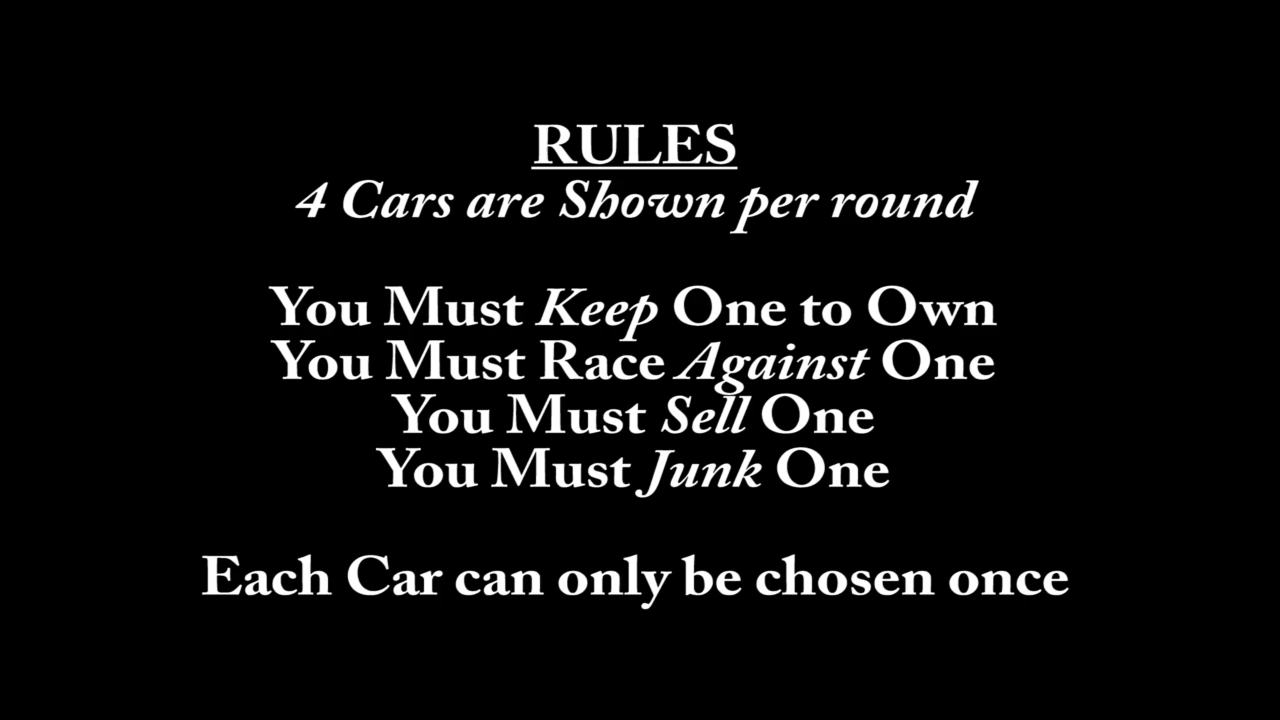 RULES
4 Cars are Shown per round
You Must Keep One to Own
You Must Race Against One
You Must Sell One
You Must Junk One
Each Car can only be chosen once